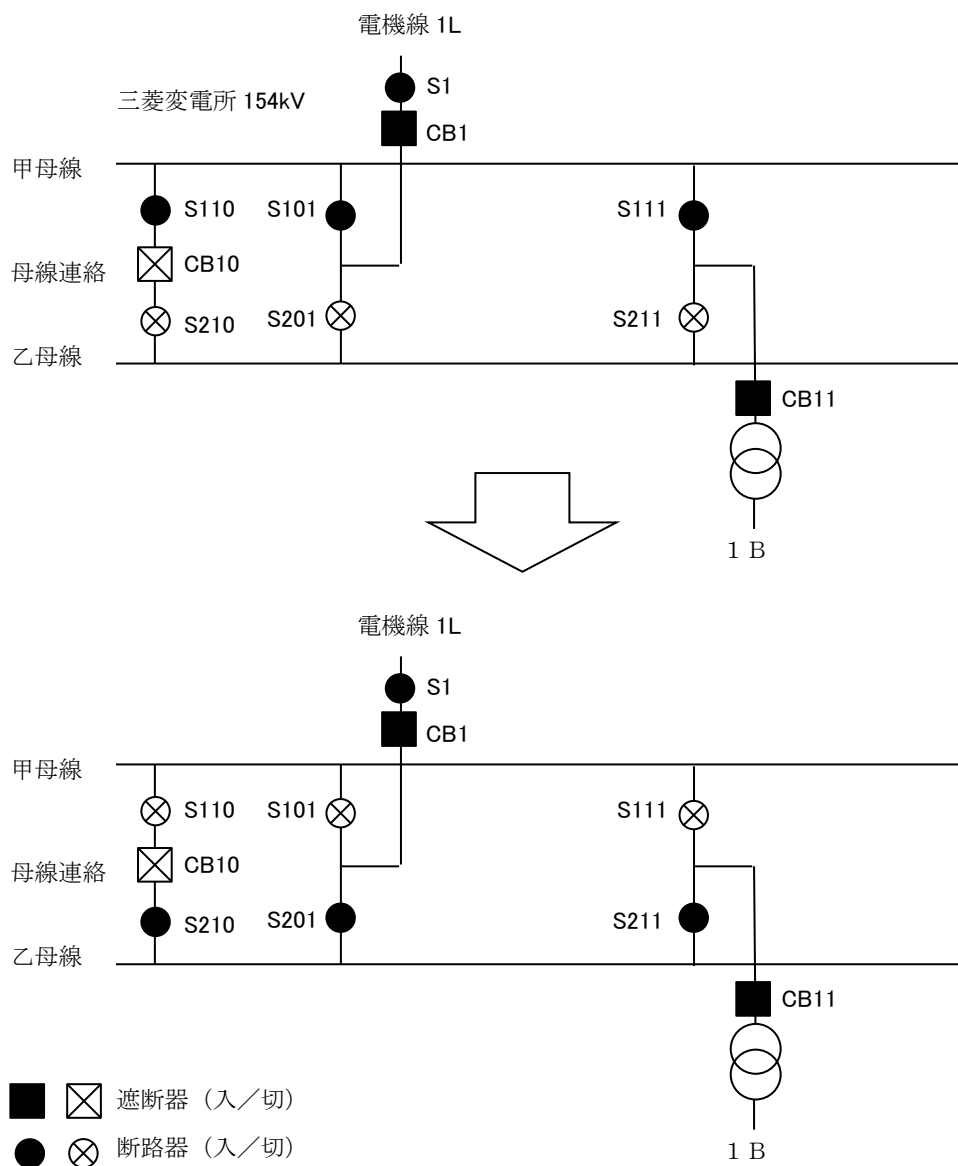 電機線 1L
S1
三菱変電所 154kV
CB1
甲母線
S110
S101
S111
母線連絡
CB10
S210
S201
S211
乙母線
CB11
1 B
電機線 1L
S1
CB1
甲母線
S110
S101
S111
母線連絡
CB10
S210
S201
S211
乙母線
CB11
遮断器（入／切）
断路器（入／切）
1 B